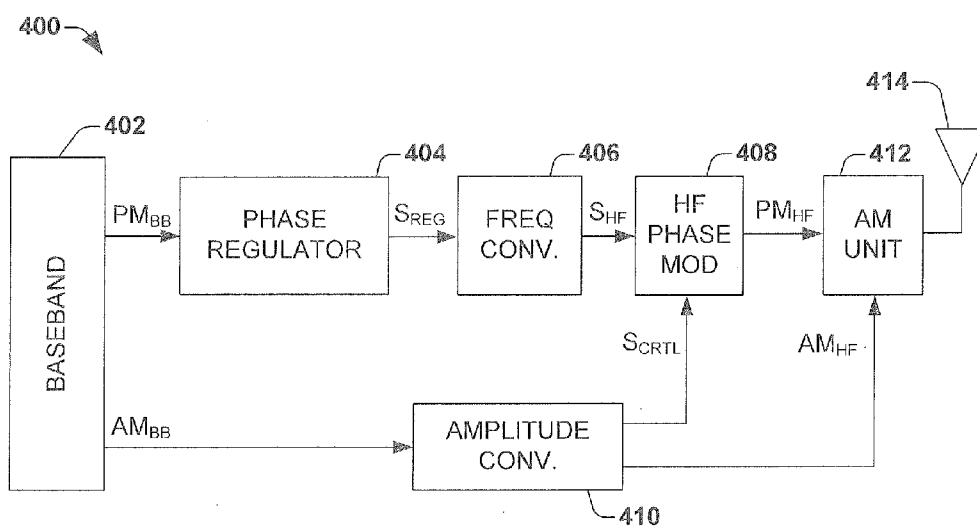 400
414
402
404
406
408
412
PM_BB
PHASE
REGULATOR
S_REG
FREQ
CONV.
S_HF
HF
PHASE
MOD
PM_HF
AM
UNIT
BASEBAND
S_CRTL
AM_HF
AM_BB
AMPLITUDE
CONV.
410